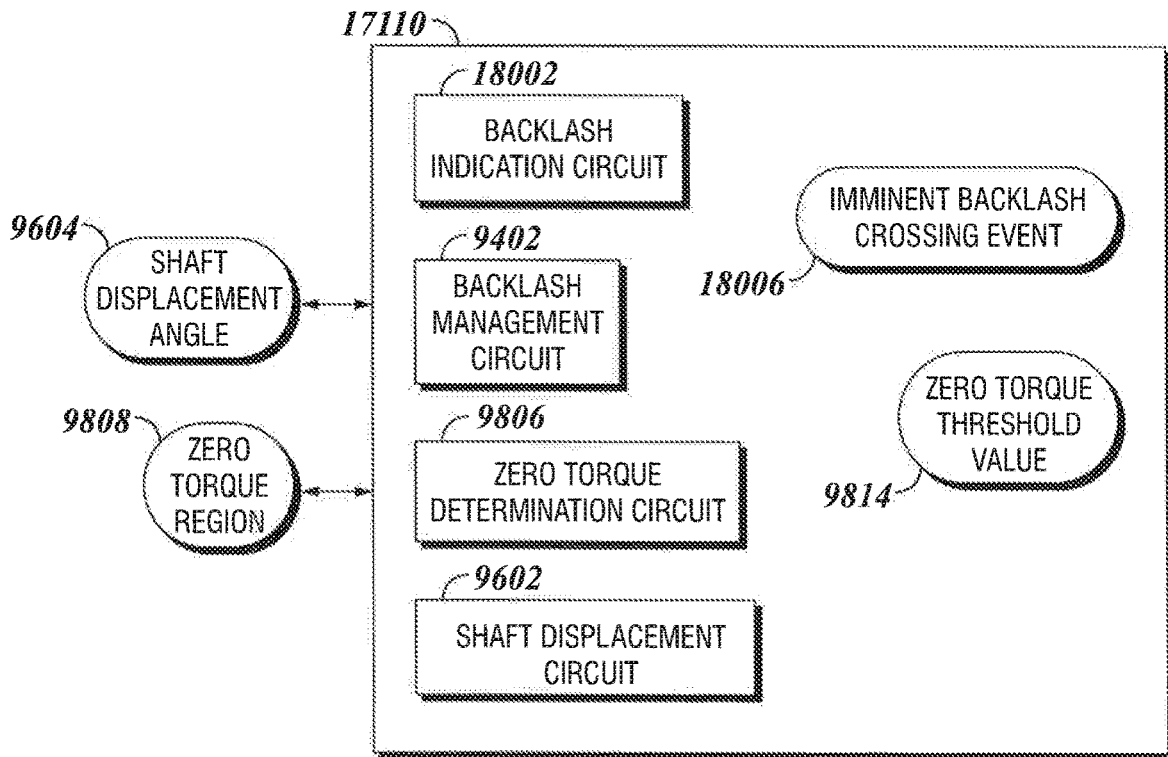 17110
18002
BACKLASH
INDICATION CIRCUIT
IMMINENT BACKLASH
CROSSING EVENT
18006
9604
SHAFT
DISPLACEMENT
ANGLE
9402
BACKLASH
MANAGEMENT
CIRCUIT
ZERO TORQUE
THRESHOLD
VALUE
9814
9808
ZERO
TORQUE
REGION
9806
ZERO TORQUE
DETERMINATION CIRCUIT
9602
SHAFT DISPLACEMENT
CIRCUIT